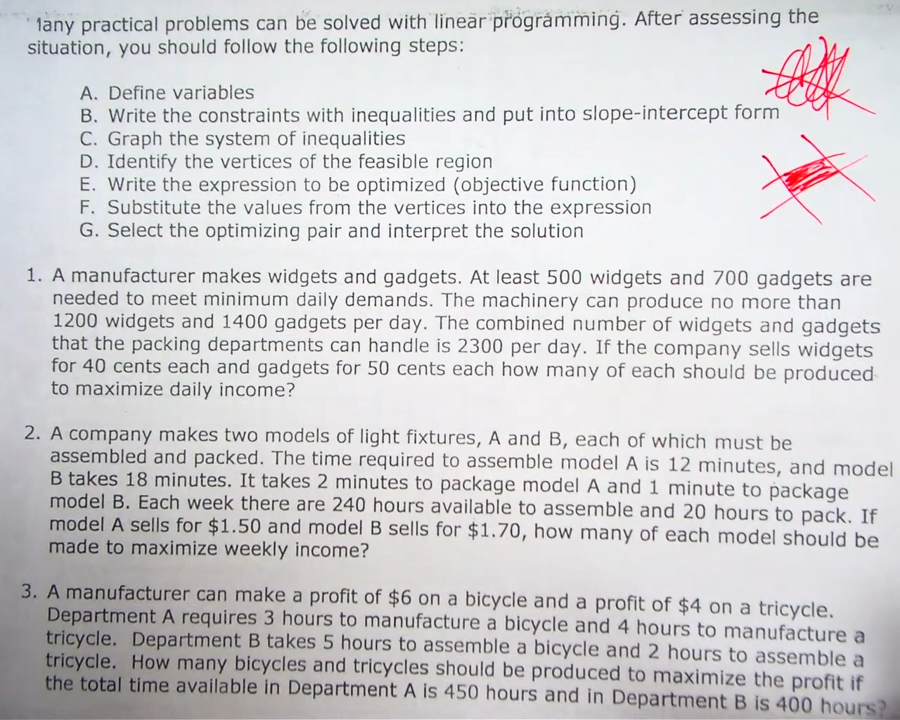 lany practical problems can be solved with linear programming. After assessing the
situation, you should follow the following steps:
A. Define variables
B. Write the constraints with inequalities and put into slope-intercept form
C. Graph the system of inequalities
D. Identify the vertices of the feasible region
E. Write the expression to be optimized (objective function)
F. Substitute the values from the vertices into the expression
G. Select the optimizing pair and interpret the solution
1. A manufacturer makes widgets and gadgets. At least 500 widgets and 700 gadgets are
needed to meet minimum daily demands. The machinery can produce no more than
1200 widgets and 1400 gadgets per day. The combined number of widgets and gadgets
that the packing departments can handle is 2300 per day. If the company sells widgets
for 40 cents each and gadgets for 50 cents each how many of each should be produced
to maximize daily income?
2. A company makes two models of light fixtures, A and B, each of which must be
assembled and packed. The time required to assemble model A is 12 minutes, and model
B takes 18 minutes. It takes 2 minutes to package model A and 1 minute to package
model B. Each week there are 240 hours available to assemble and 20 hours to pack. If
model A sells for $1.50 and model B sells for $1.70, how many of each model should be
made to maximize weekly income?
3. A manufacturer can make a profit of $6 on a bicycle and a profit of $4 on a tricycle.
Department A requires 3 hours to manufacture a bicycle and 4 hours to manufacture a
tricycle. Department B takes 5 hours to assemble a bicycle and 2 hours to assemble a
tricycle. How many bicycles and tricycles should be produced to maximize the profit if
the total time available in Department A is 450 hours and in Department B is 400 hours?